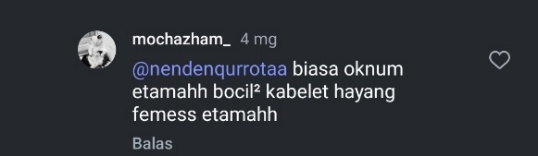 mochazham_ 4 mg
@nendenqurrotaa biasa oknum
etamahh bocil² kabelet hayang
femess etamahh
Balas